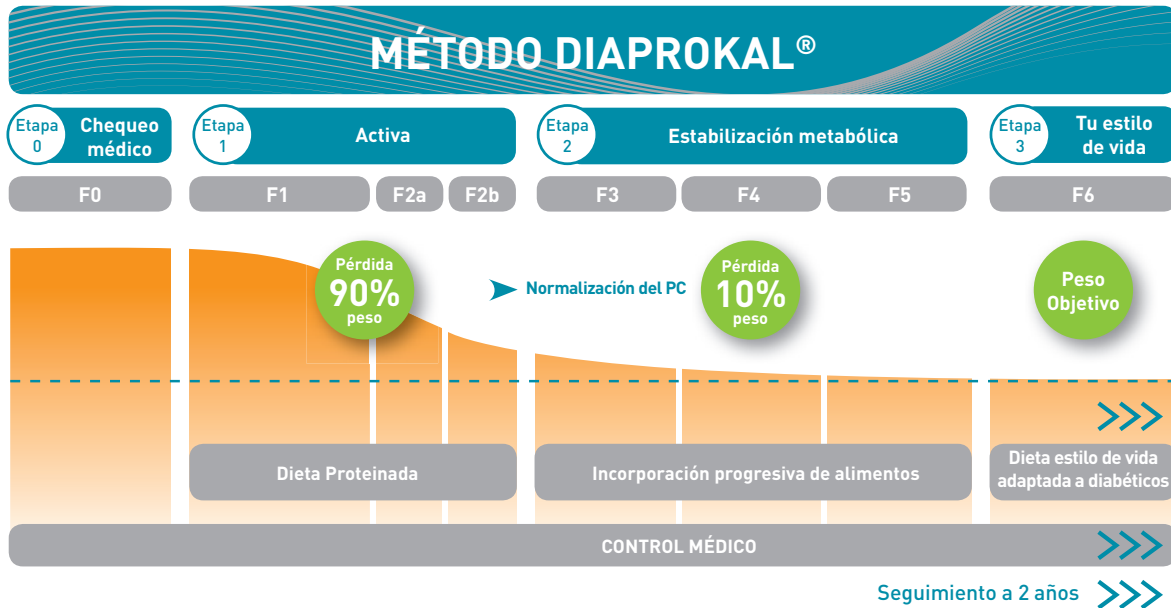 MÉTODO DIAPROKAL®
Etapa
0
Chequeo
médico
Etapa
1
Activa
Etapa
2
Estabilización metabólica
Etapa
3
Tu estilo
de vida
F0
F1
F2a
F2b
F3
F4
F5
F6
Pérdida
90%
peso
Normalización del PC
Pérdida
10%
peso
Peso
Objetivo
Dieta Proteinada
Incorporación progresiva de alimentos
Dieta estilo de vida
adaptada a diabéticos
CONTROL MÉDICO
Seguimiento a 2 años